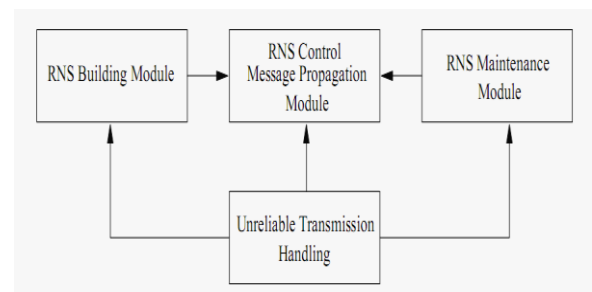 RNS Building Module
RNS Control
Message Propagation
Module
RNS Maintenance
Module
Unreliable Transmission
Handling